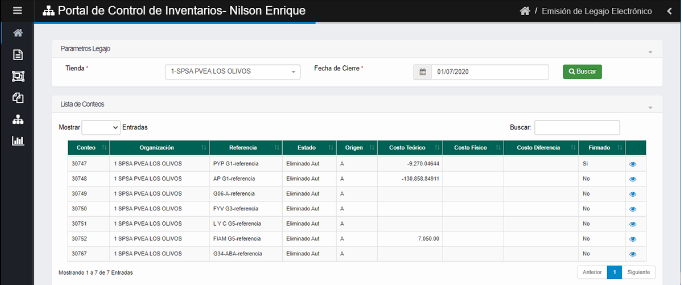 Portal de Control de Inventarios- Nilson Enrique / Emisión de Legajo Electrónico
Parametros Legajo
Tienda * 1-SPSA PVEA LOS OLIVOS Fecha de Cierre * 01/07/2020 Buscar
Lista de Conteos
Mostrar Entradas Buscar:
Conteo Organización Referencia Estado Origen Costo Teórico Costo Físico Costo Diferencia Firmado
30747 1 SPSA PVEA LOS OLIVOS PYP G1-referencia Eliminado Aut A -9,270.04644 Si
30748 1 SPSA PVEA LOS OLIVOS AP G1-referencia Eliminado Aut A -130,858.84911 No
30749 1 SPSA PVEA LOS OLIVOS G06-A-referencia Eliminado Aut A No
30750 1 SPSA PVEA LOS OLIVOS FYV G3-referencia Eliminado Aut A No
30751 1 SPSA PVEA LOS OLIVOS L Y C G5-referencia Eliminado Aut A No
30752 1 SPSA PVEA LOS OLIVOS FIAM G5-referencia Eliminado Aut A 7,050.00 No
30767 1 SPSA PVEA LOS OLIVOS G34-ABA-referencia Eliminado Aut A No
Mostrando 1 a 7 de 7 Entradas Anterior 1 Siguiente